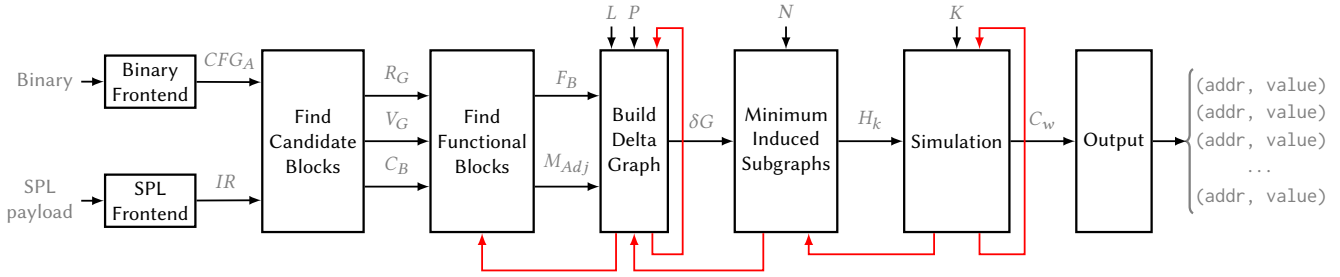 Binary
Binary
Frontend
CFG_A
SPL
payload
SPL
Frontend
IR
Find
Candidate
Blocks
R_G
V_G
C_B
Find
Functional
Blocks
F_B
M_Adj
L P
Build
Delta
Graph
δG
N
Minimum
Induced
Subgraphs
H_k
K
Simulation
C_w
Output
(addr, value)
(addr, value)
(addr, value)
...
(addr, value)